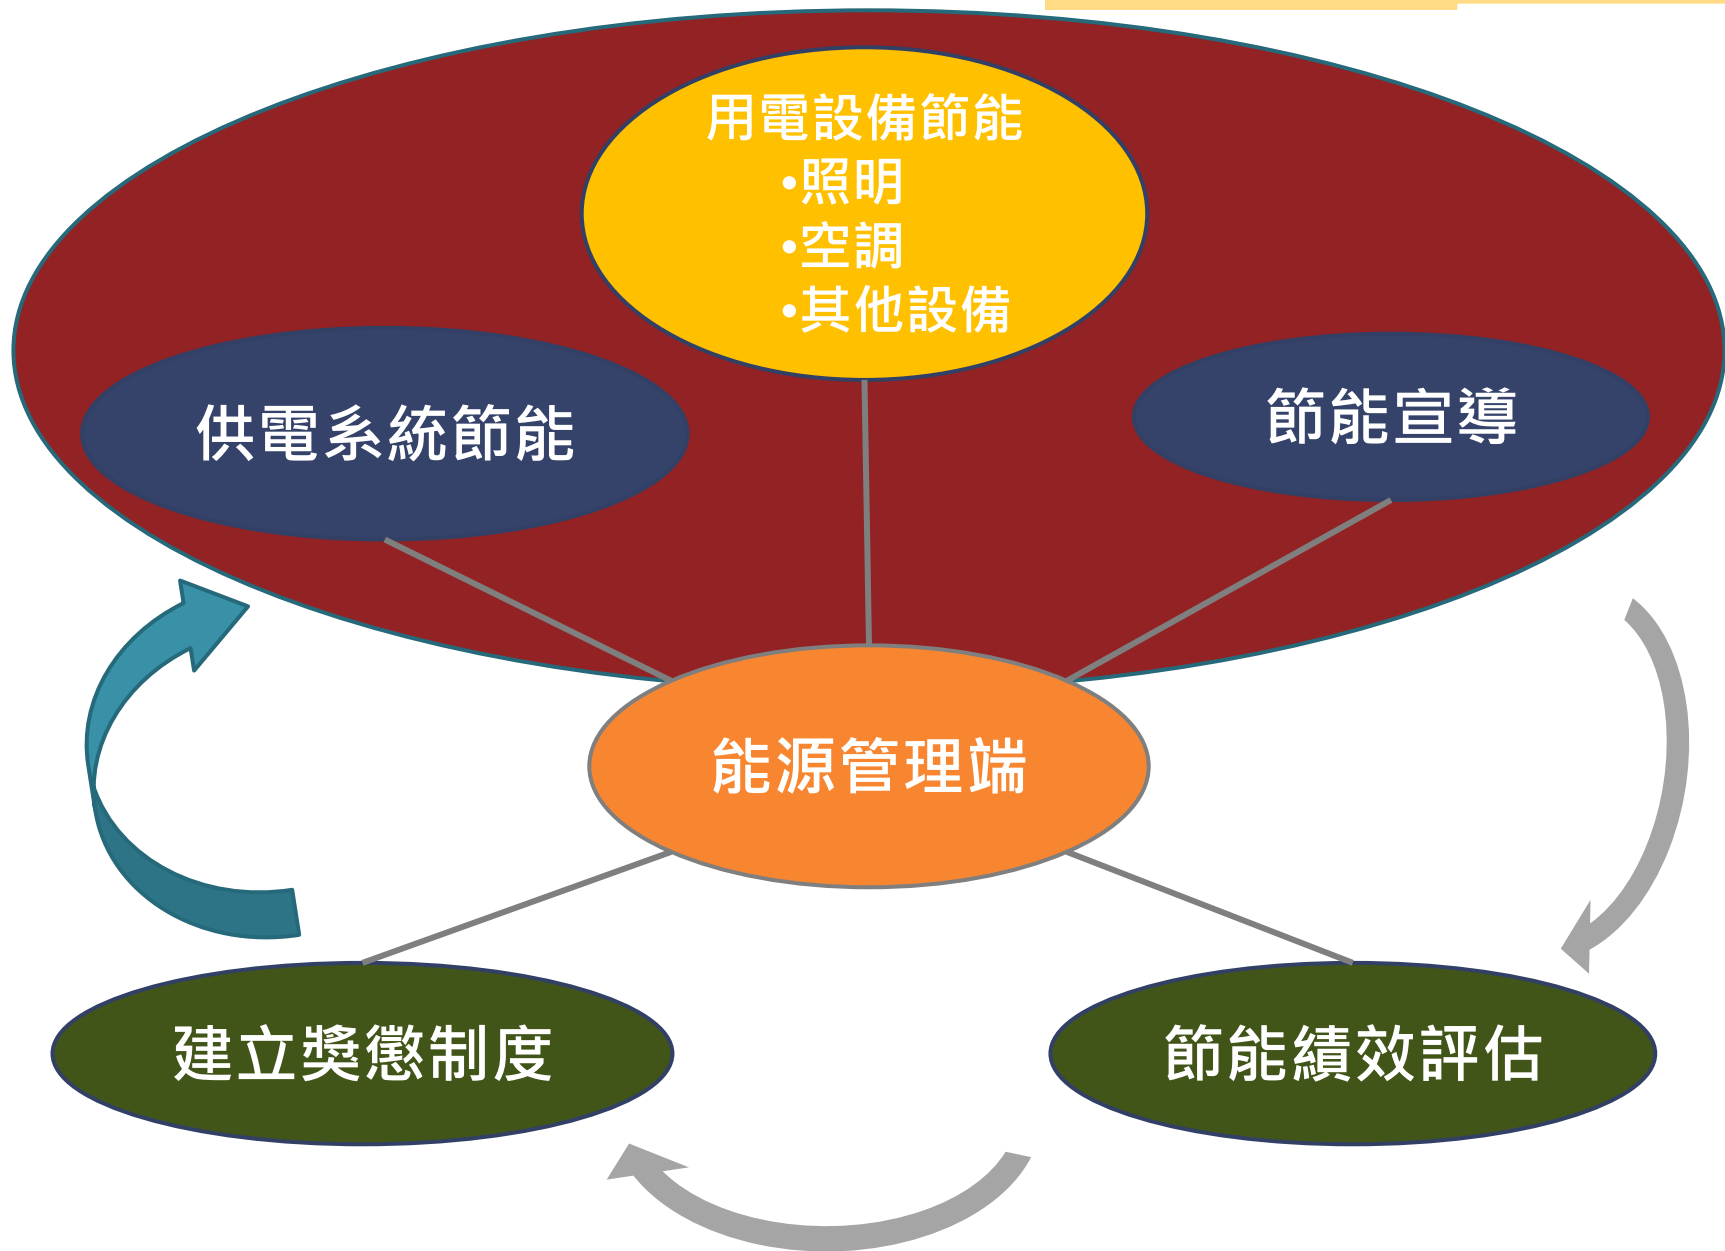 用電設備節能
•照明
•空調
•其他設備
供電系統節能
節能宣導
能源管理端
建立獎懲制度
節能績效評估